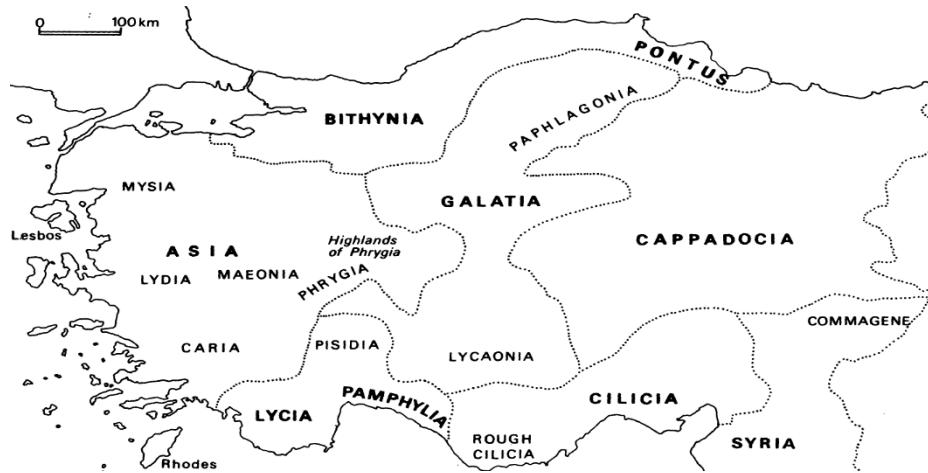 0 100 km
PONTUS
PAPHLAGONIA
BITHYNIA
MYSIA
GALATIA
Lesbos
Highlands
of Phrygia
CAPPADOCIA
ASIA
LYDIA
MAEONIA
PHRYGIA
COMMAGENE
CARIA
PISIDIA
LYCAONIA
PAMPHYLIA
CILICIA
LYCIA
ROUGH
CILICIA
SYRIA
Rhodes